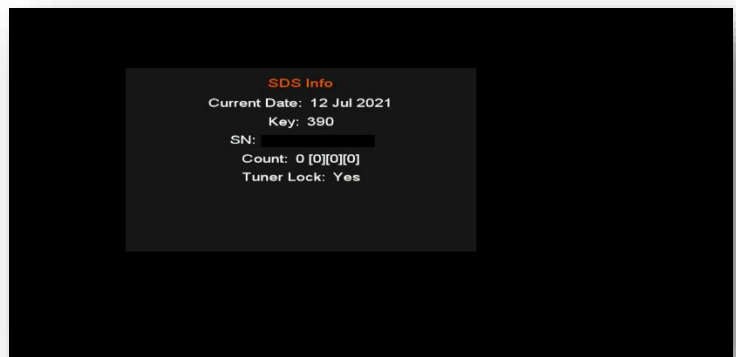 SDS Info
Current Date: 12 Jul 2021
Key: 390
SN:
Count: 0 [0][0][0]
Tuner Lock: Yes